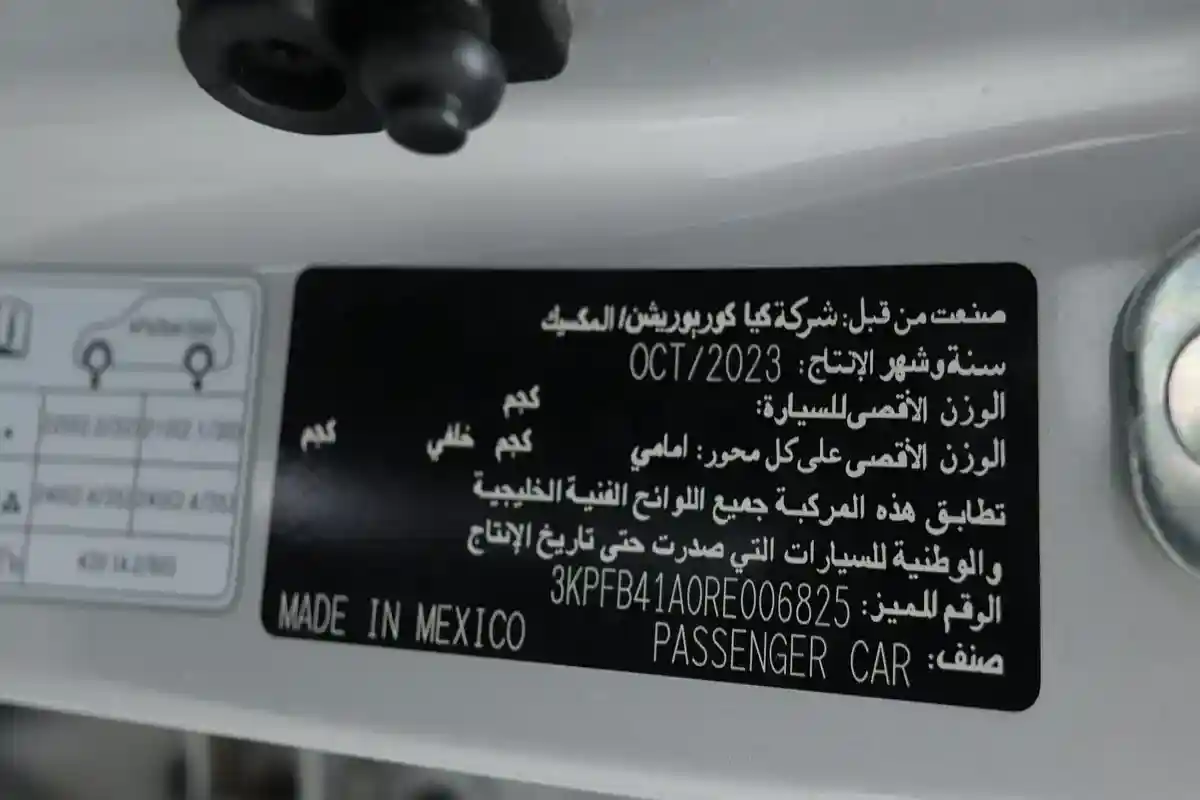 صنعت من قبل: شركة كيا كوربوريشن/المكسيك
سنة وشهر الإنتاج: OCT/2023
الوزن الأقصى للسيارة: كجم
الوزن الأقصى على كل محور: امامي كجم خلفي كجم
تطابق هذه المركبة جميع اللوائح الفنية الخليجية
والوطنية للسيارات التي صدرت حتى تاريخ الإنتاج
الرقم المميز: 3KPFB41A0RE006825
صنف: PASSENGER CAR
MADE IN MEXICO